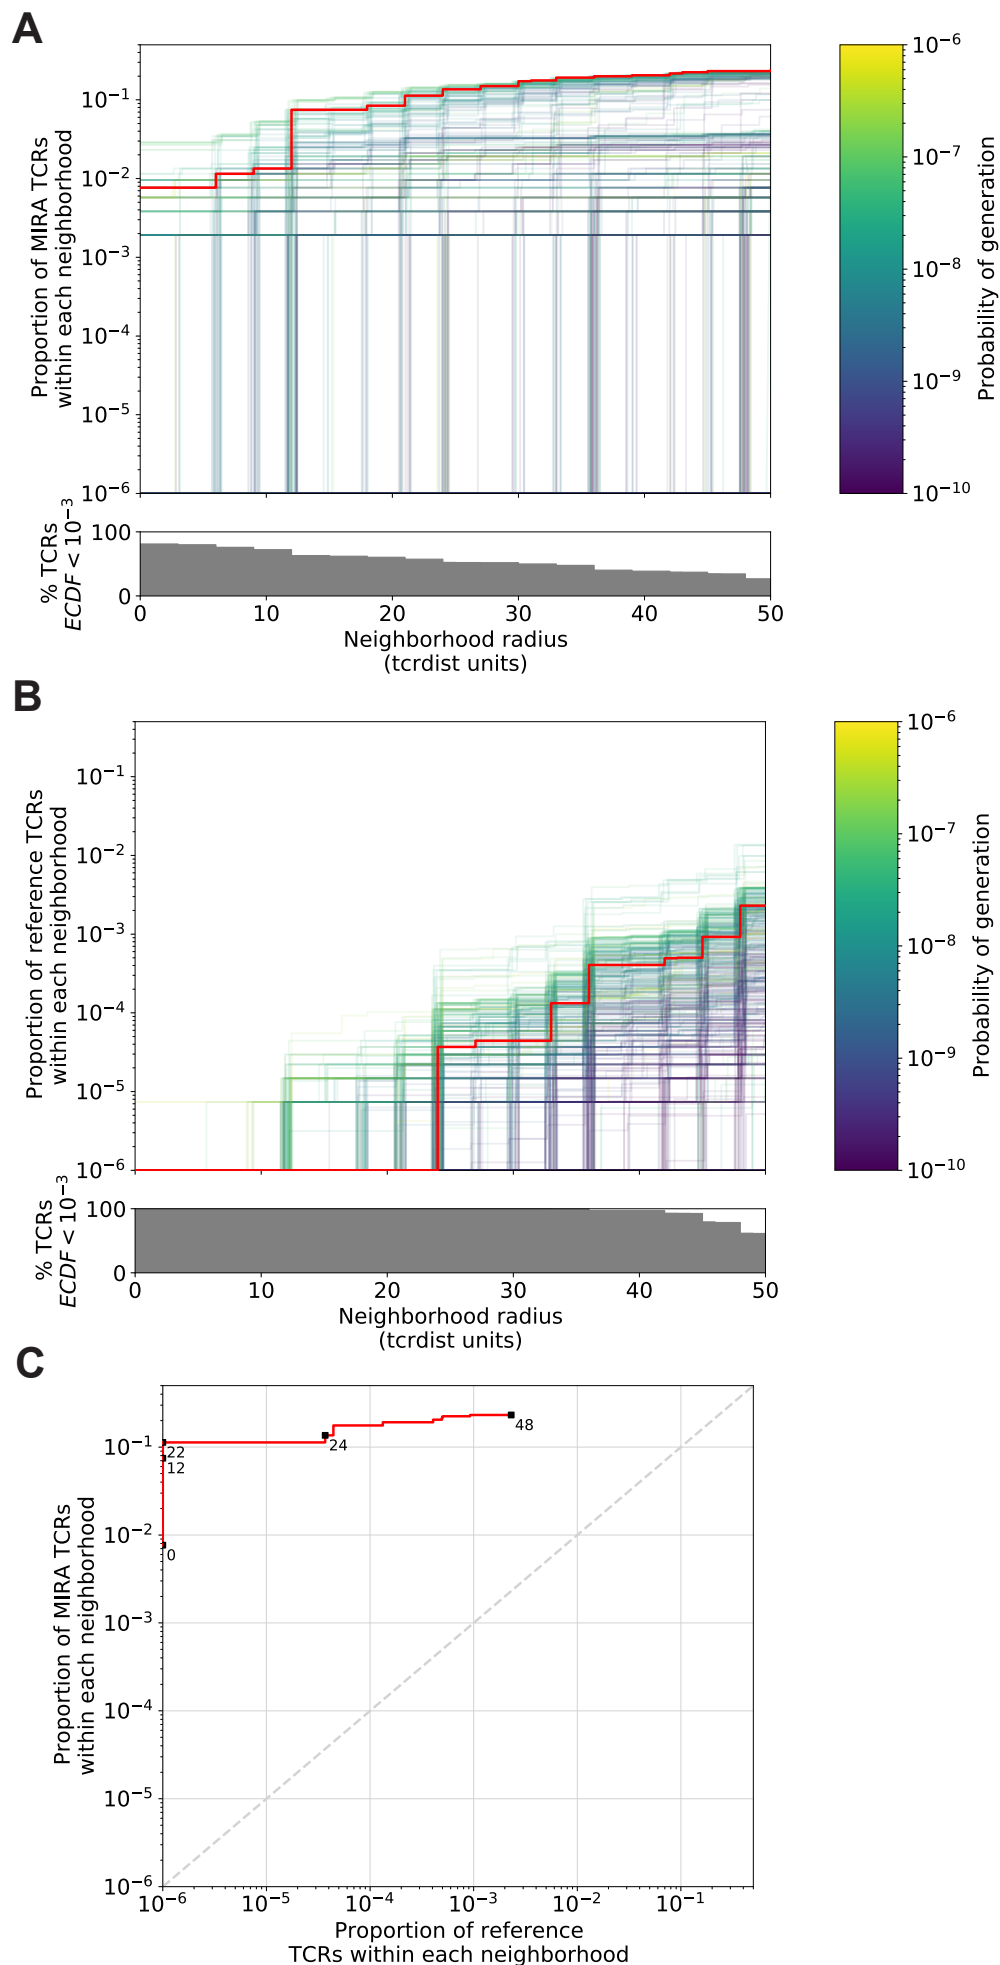 A
10⁻¹
10⁻²
10⁻³
10⁻⁴
10⁻⁵
10⁻⁶
Proportion of MIRA TCRs
within each neighborhood
10⁻⁶
10⁻⁷
10⁻⁸
10⁻⁹
10⁻¹⁰
Probability of generation
100
0
% TCRs
ECDF < 10⁻³
0 10 20 30 40 50
Neighborhood radius
(tcrdist units)
B
10⁻¹
10⁻²
10⁻³
10⁻⁴
10⁻⁵
10⁻⁶
Proportion of reference TCRs
within each neighborhood
10⁻⁶
10⁻⁷
10⁻⁸
10⁻⁹
10⁻¹⁰
Probability of generation
100
0
% TCRs
ECDF < 10⁻³
0 10 20 30 40 50
Neighborhood radius
(tcrdist units)
C
10⁻¹
10⁻²
10⁻³
10⁻⁴
10⁻⁵
10⁻⁶
Proportion of MIRA TCRs
within each neighborhood
48
24
22
12
0
10⁻⁶ 10⁻⁵ 10⁻⁴ 10⁻³ 10⁻² 10⁻¹
Proportion of reference
TCRs within each neighborhood